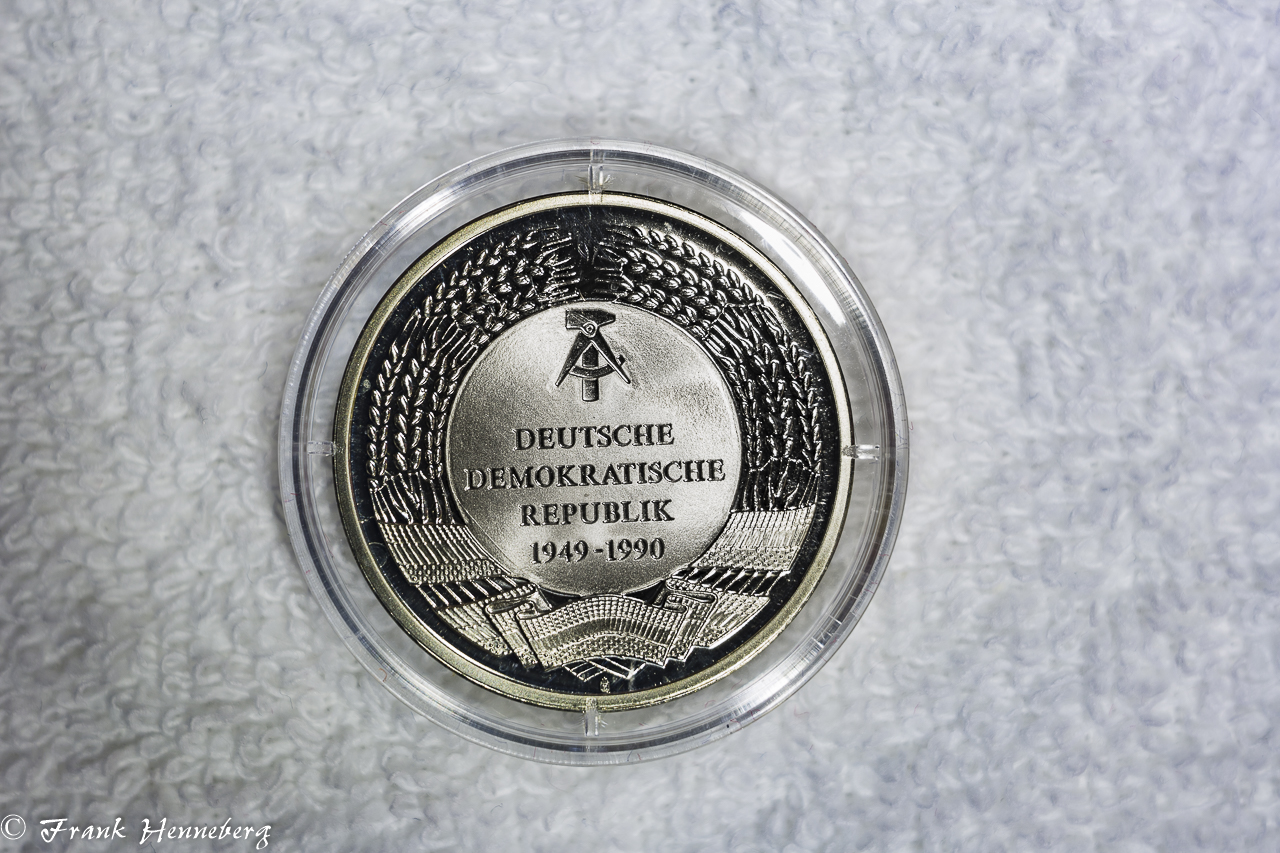 DEUTSCHE
DEMOKRATISCHE
REPUBLIK
1949-1990
© Frank Henneberg